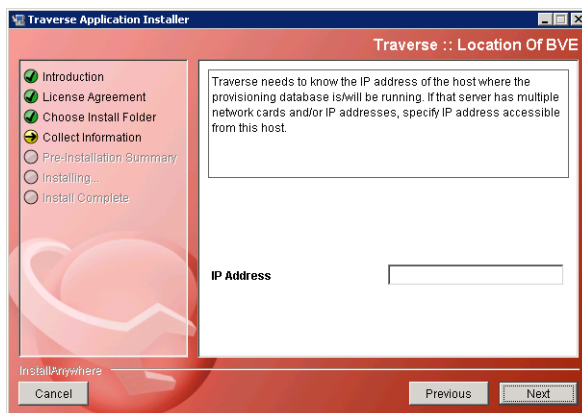 Traverse Application Installer
Traverse :: Location Of BVE
Introduction
License Agreement
Choose Install Folder
Collect Information
Pre-Installation Summary
Installing...
Install Complete
Traverse needs to know the IP address of the host where the
provisioning database is/will be running. If that server has multiple
network cards and/or IP addresses, specify IP address accessible
from this host.
IP Address
InstallAnywhere
Cancel
Previous
Next